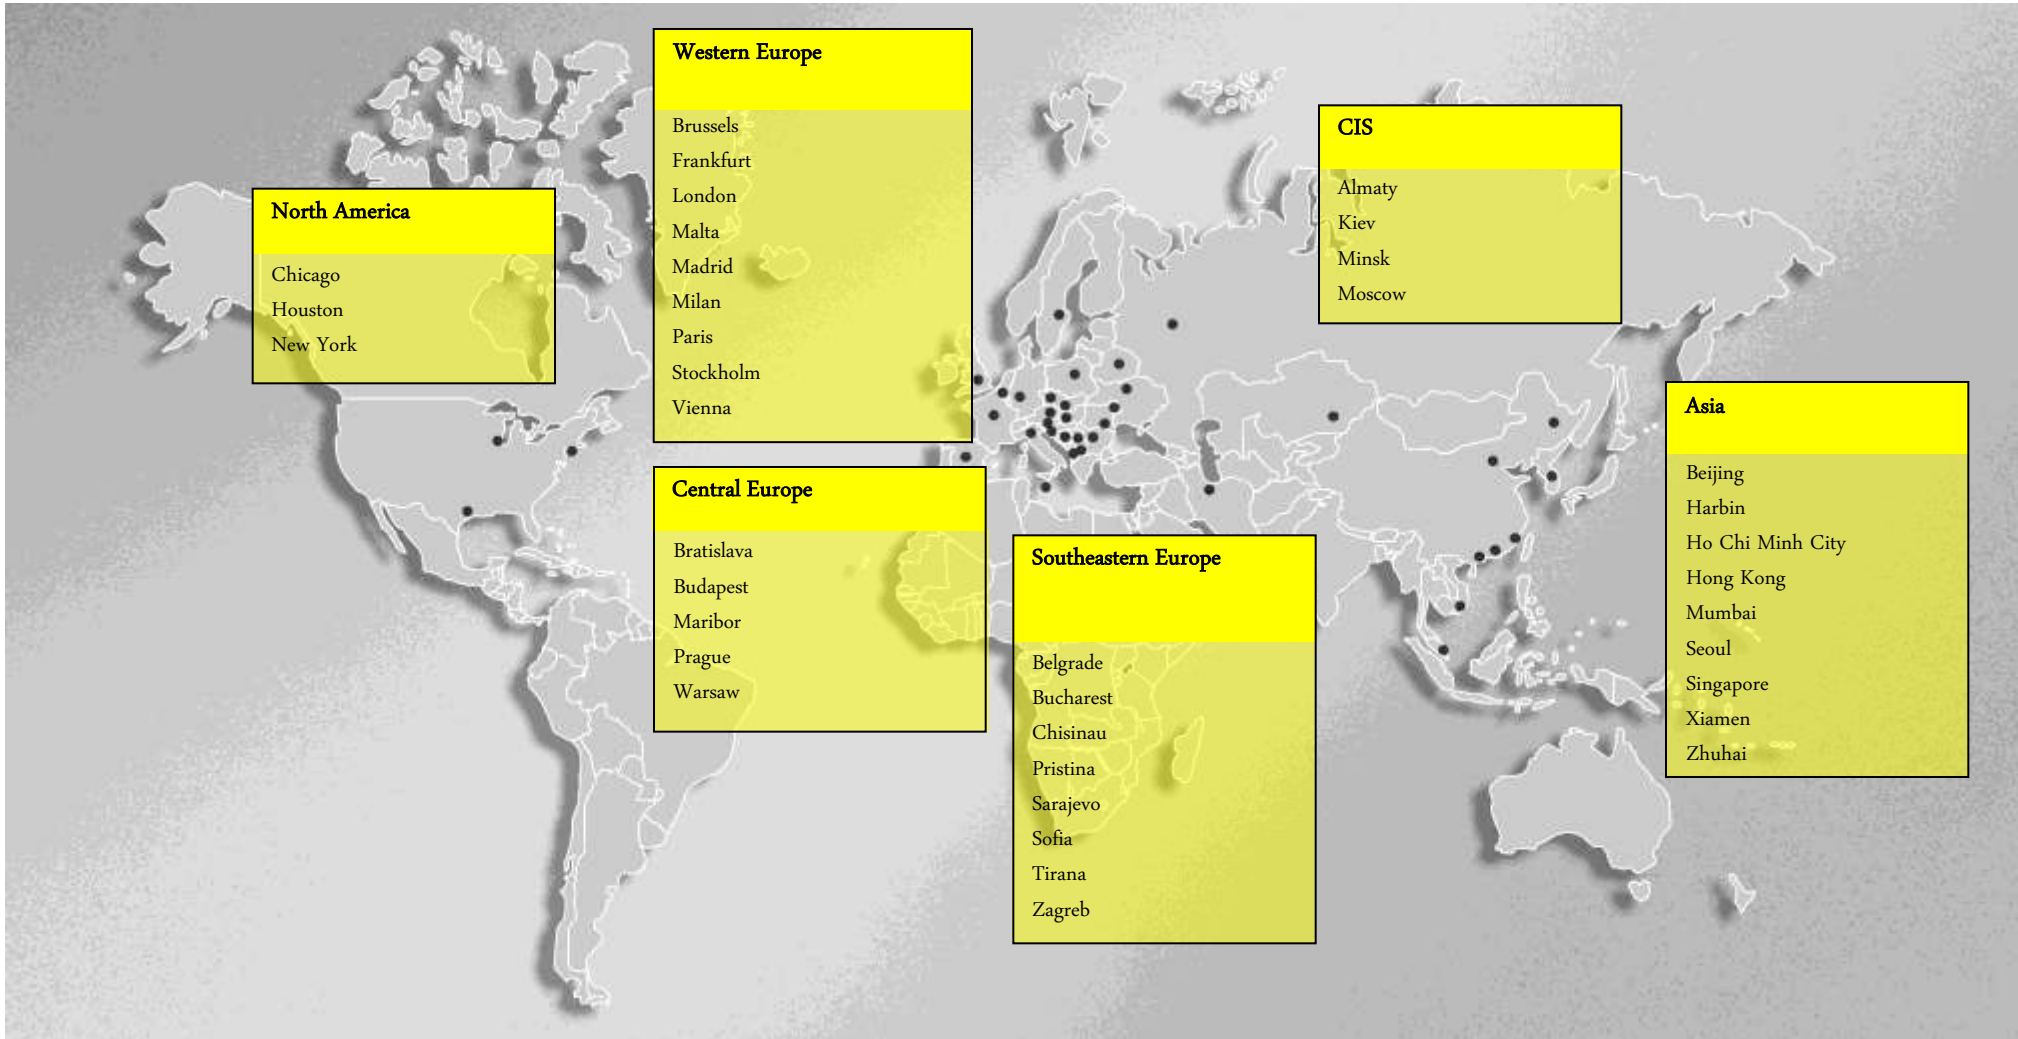 North America
Chicago
Houston
New York
Western Europe
Brussels
Frankfurt
London
Malta
Madrid
Milan
Paris
Stockholm
Vienna
Central Europe
Bratislava
Budapest
Maribor
Prague
Warsaw
Southeastern Europe
Belgrade
Bucharest
Chisinau
Pristina
Sarajevo
Sofia
Tirana
Zagreb
CIS
Almaty
Kiev
Minsk
Moscow
Asia
Beijing
Harbin
Ho Chi Minh City
Hong Kong
Mumbai
Seoul
Singapore
Xiamen
Zhuhai